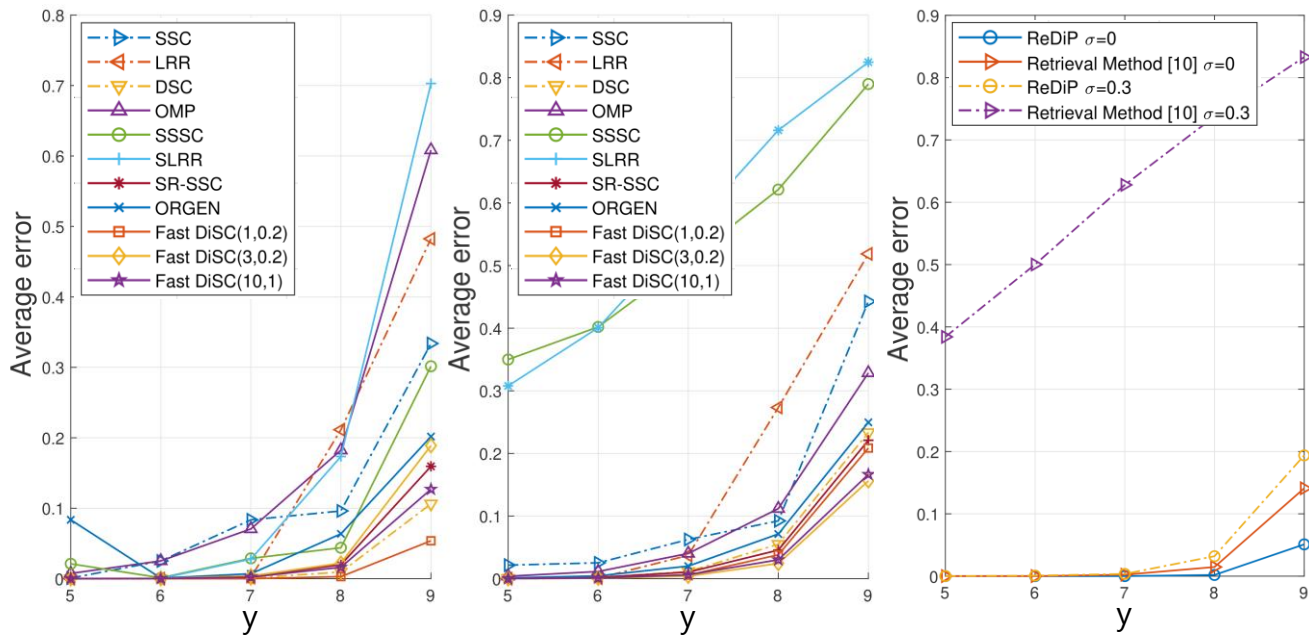 0.8
0.7
0.6
0.5
0.4
0.3
0.2
0.1
0
5
6
7
8
9
Average error
y
SSC
LRR
DSC
OMP
SSSC
SLRR
SR-SSC
ORGEN
Fast DiSC(1,0.2)
Fast DiSC(3,0.2)
Fast DiSC(10,1)
0.9
0.8
0.7
0.6
0.5
0.4
0.3
0.2
0.1
0
5
6
7
8
9
Average error
y
SSC
LRR
DSC
OMP
SSSC
SLRR
SR-SSC
ORGEN
Fast DiSC(1,0.2)
Fast DiSC(3,0.2)
Fast DiSC(10,1)
0.9
0.8
0.7
0.6
0.5
0.4
0.3
0.2
0.1
0
5
6
7
8
9
Average error
y
ReDiP σ=0
Retrieval Method [10] σ=0
ReDiP σ=0.3
Retrieval Method [10] σ=0.3